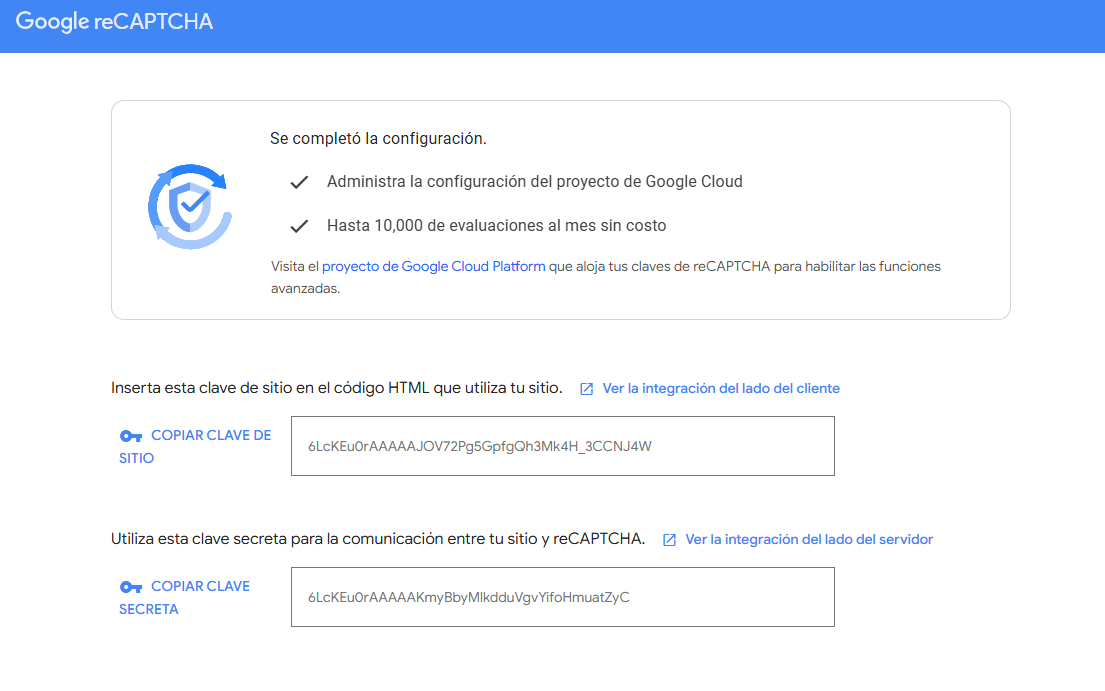 Google reCAPTCHA
Se completó la configuración.
Administra la configuración del proyecto de Google Cloud
Hasta 10,000 de evaluaciones al mes sin costo
Visita el proyecto de Google Cloud Platform que aloja tus claves de reCAPTCHA para habilitar las funciones
avanzadas.
Inserta esta clave de sitio en el código HTML que utiliza tu sitio. Ver la integración del lado del cliente
COPIAR CLAVE DE
SITIO
6LcKEu0rAAAAAJOV72Pg5GpfgQh3Mk4H_3CCNJ4W
Utiliza esta clave secreta para la comunicación entre tu sitio y reCAPTCHA. Ver la integración del lado del servidor
COPIAR CLAVE
SECRETA
6LcKEu0rAAAAAKmyBbyMlkdduVgvYifoHmuatZyC